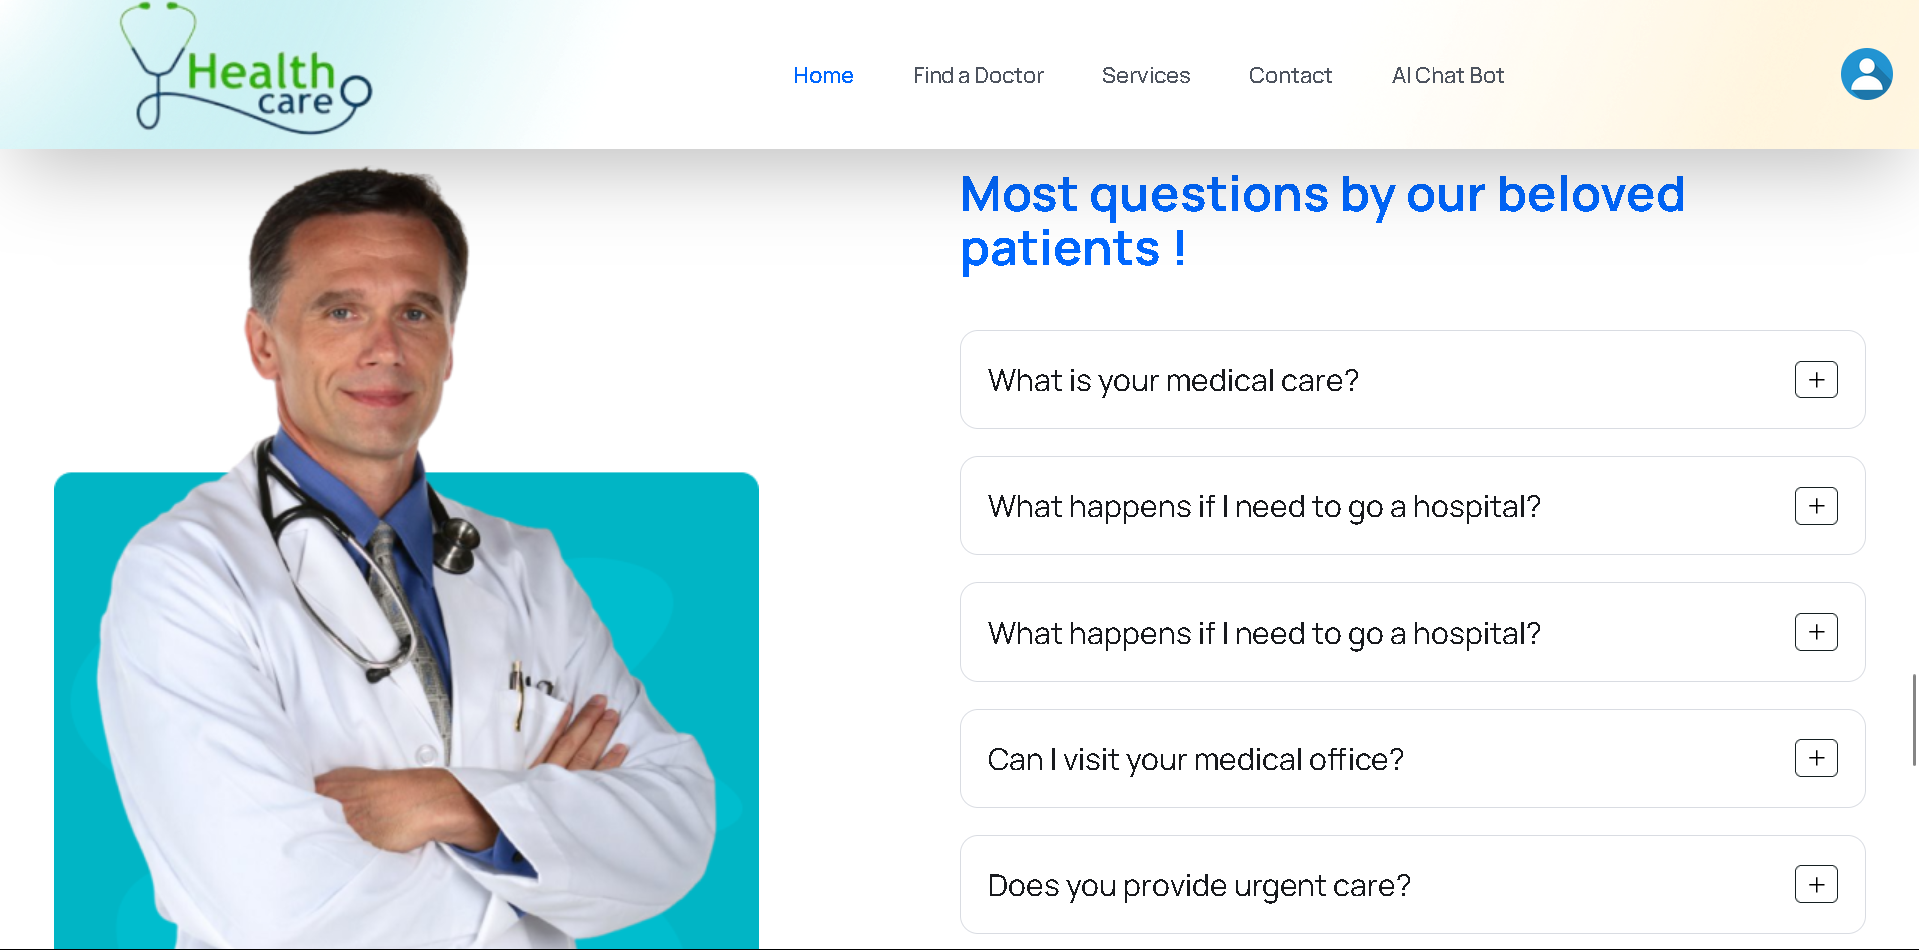 Health
care
Home
Find a Doctor
Services
Contact
AI Chat Bot
Most questions by our beloved
patients !
What is your medical care?
What happens if I need to go a hospital?
What happens if I need to go a hospital?
Can I visit your medical office?
Does you provide urgent care?